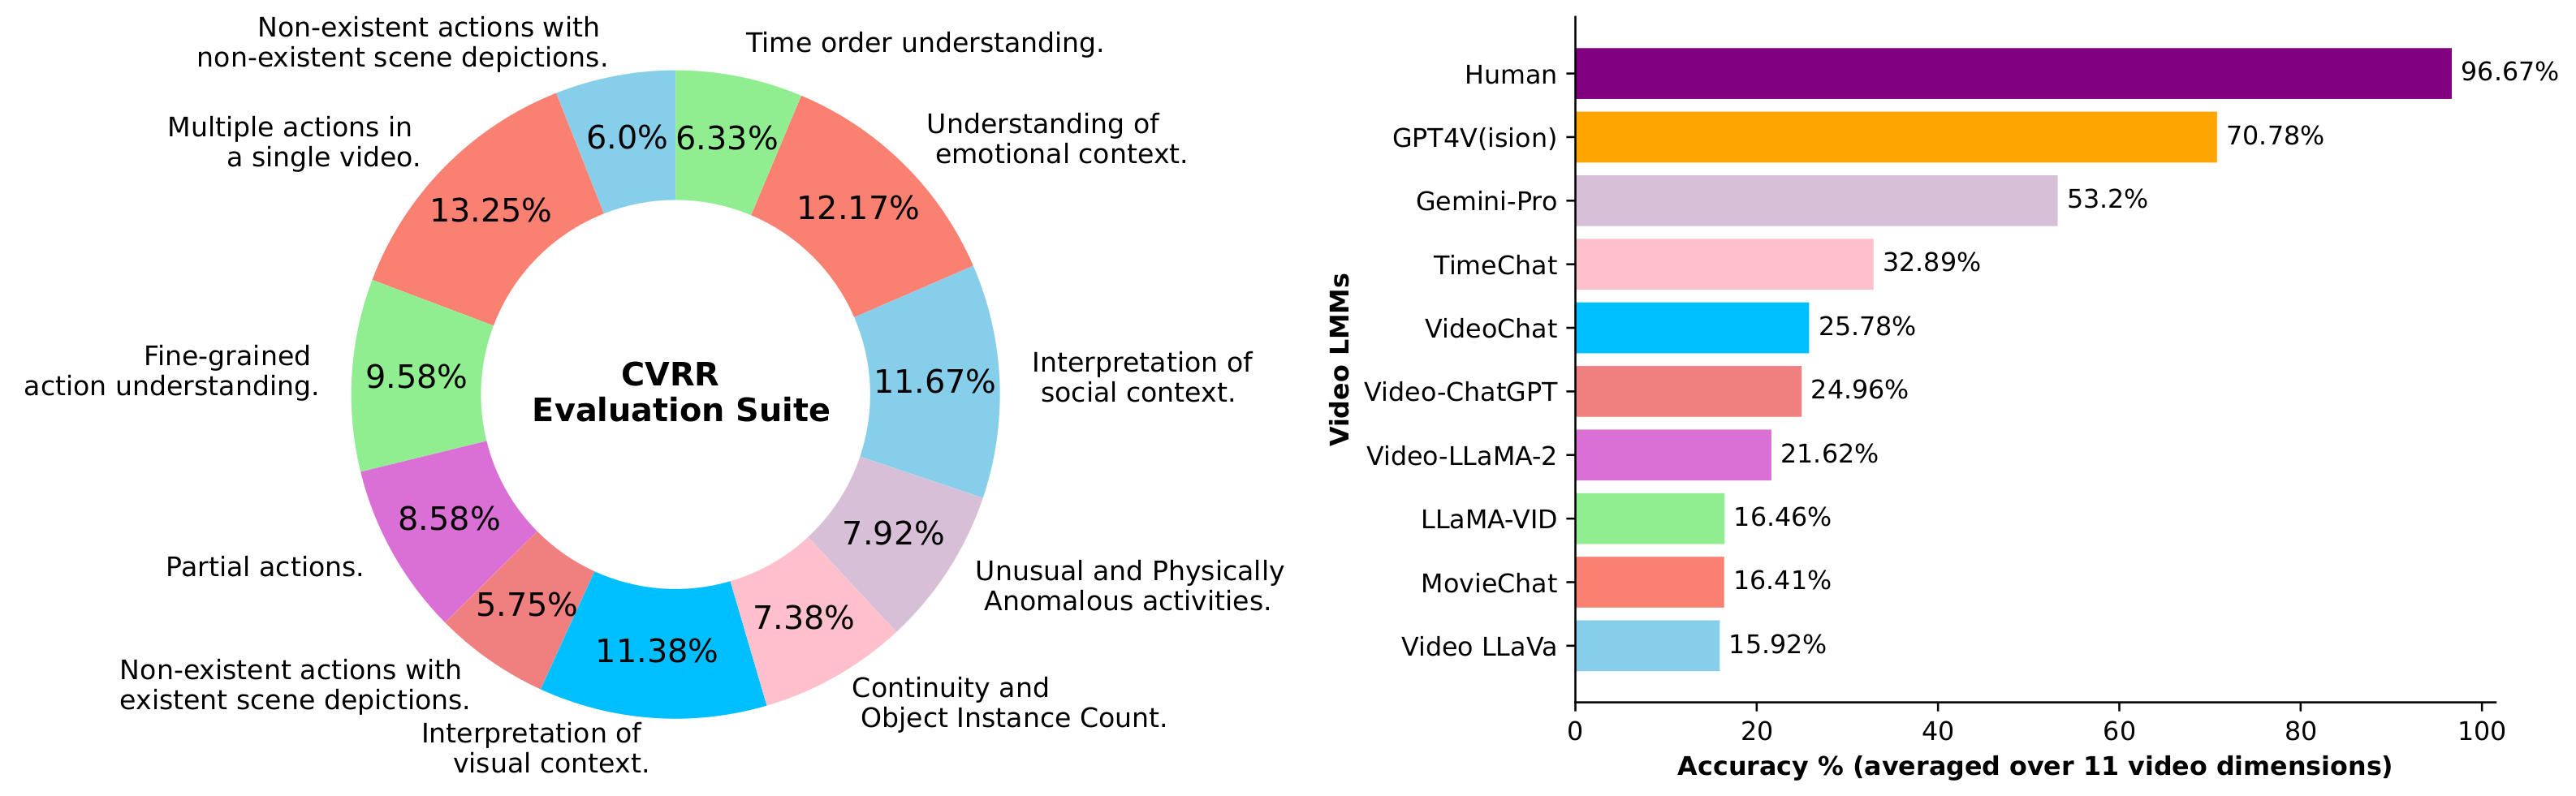 Non-existent actions with
non-existent scene depictions.
Time order understanding.
Multiple actions in
a single video.
Understanding of
emotional context.
6.0%
6.33%
13.25%
12.17%
Fine-grained
action understanding.
9.58%
CVRR
Evaluation Suite
11.67%
Interpretation of
social context.
8.58%
7.92%
Partial actions.
Unusual and Physically
Anomalous activities.
5.75%
11.38%
7.38%
Non-existent actions with
existent scene depictions.
Continuity and
Object Instance Count.
Interpretation of
visual context.
Video LMMs
Human 96.67%
GPT4V(ision) 70.78%
Gemini-Pro 53.2%
TimeChat 32.89%
VideoChat 25.78%
Video-ChatGPT 24.96%
Video-LLaMA-2 21.62%
LLaMA-VID 16.46%
MovieChat 16.41%
Video LLaVa 15.92%
0 20 40 60 80 100
Accuracy % (averaged over 11 video dimensions)